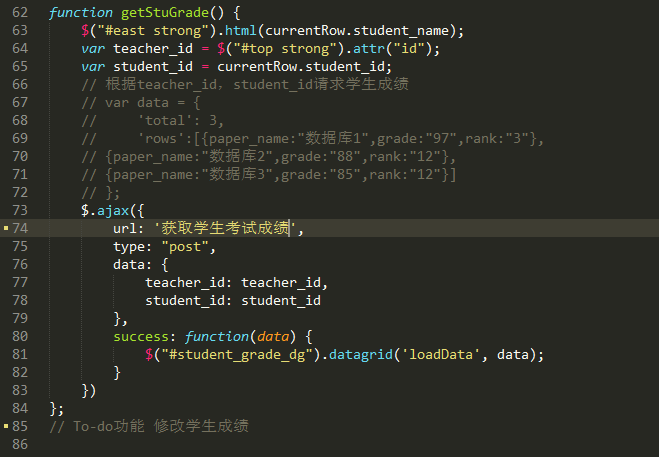 62 function getStuGrade() {
63 $("#east strong").html(currentRow.student_name);
64 var teacher_id = $("#top strong").attr("id");
65 var student_id = currentRow.student_id;
66 // 根据teacher_id，student_id请求学生成绩
67 // var data = {
68 //     'total': 3,
69 //     'rows':[{paper_name:"数据库1",grade:"97",rank:"3"},
70 // {paper_name:"数据库2",grade:"88",rank:"12"},
71 // {paper_name:"数据库3",grade:"85",rank:"12"}]
72 // };
73 $.ajax({
74 url: '获取学生考试成绩',
75 type: "post",
76 data: {
77 teacher_id: teacher_id,
78 student_id: student_id
79 },
80 success: function(data) {
81 $("#student_grade_dg").datagrid('loadData', data);
82 }
83 })
84 };
85 // To-do功能 修改学生成绩
86